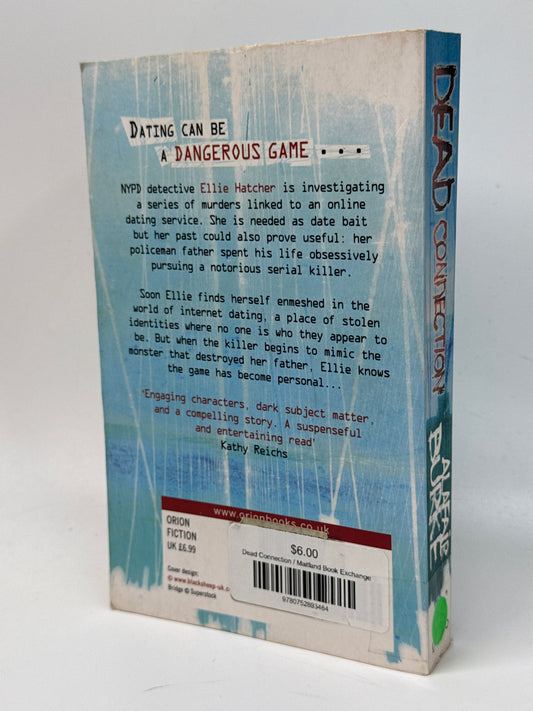 DATING CAN BE
A DANGEROUS GAME ...
NYPD detective Ellie Hatcher is investigating
a series of murders linked to an online
dating service. She is needed as date bait
but her past could also prove useful: her
policeman father spent his life obsessively
pursuing a notorious serial killer.
Soon Ellie finds herself enmeshed in the
world of internet dating, a place of stolen
identities where no one is who they appear to
be. But when the killer begins to mimic the
monster that destroyed her father, Ellie knows
the game has become personal...
'Engaging characters, dark subject matter,
and a compelling story. A suspenseful
and entertaining read'
Kathy Reichs
www.orionbooks.co.uk
ORION
FICTION
UK £6.99
Cover design:
© www.blacksheep-uk.c
Bridge © Superstock
$6.00
Dead Connection / Maitland Book Exchange
9780752893464
DEAD CONNECTION
ALAFAIR
BURKE